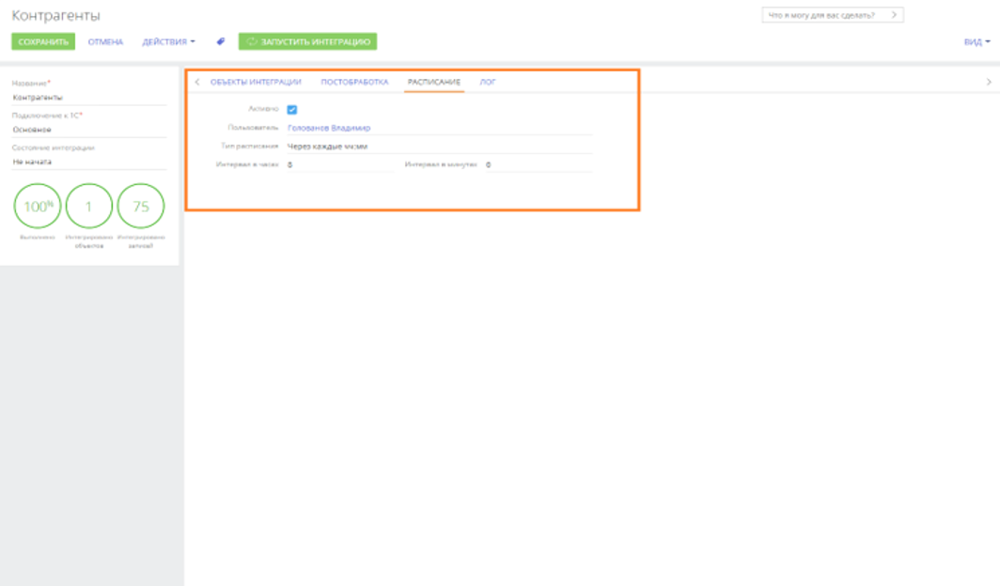 Контрагенты
Что я могу для вас сделать?
СОХРАНИТЬ ОТМЕНА ДЕЙСТВИЯ ЗАПУСТИТЬ ИНТЕГРАЦИЮ ВИД
Название*
Контрагенты
Подключение к 1С*
Основное
Состояние интеграции
Не начата
100% 1 75
Выполнено Интегрировано объектов Интегрировано записей
ОБЪЕКТЫ ИНТЕГРАЦИИ ПОСТОБРАБОТКА РАСПИСАНИЕ ЛОГ
Активно
Пользователь Голованов Владимир
Тип расписания Через каждые чч:мм
Интервал в часах Интервал в минутах